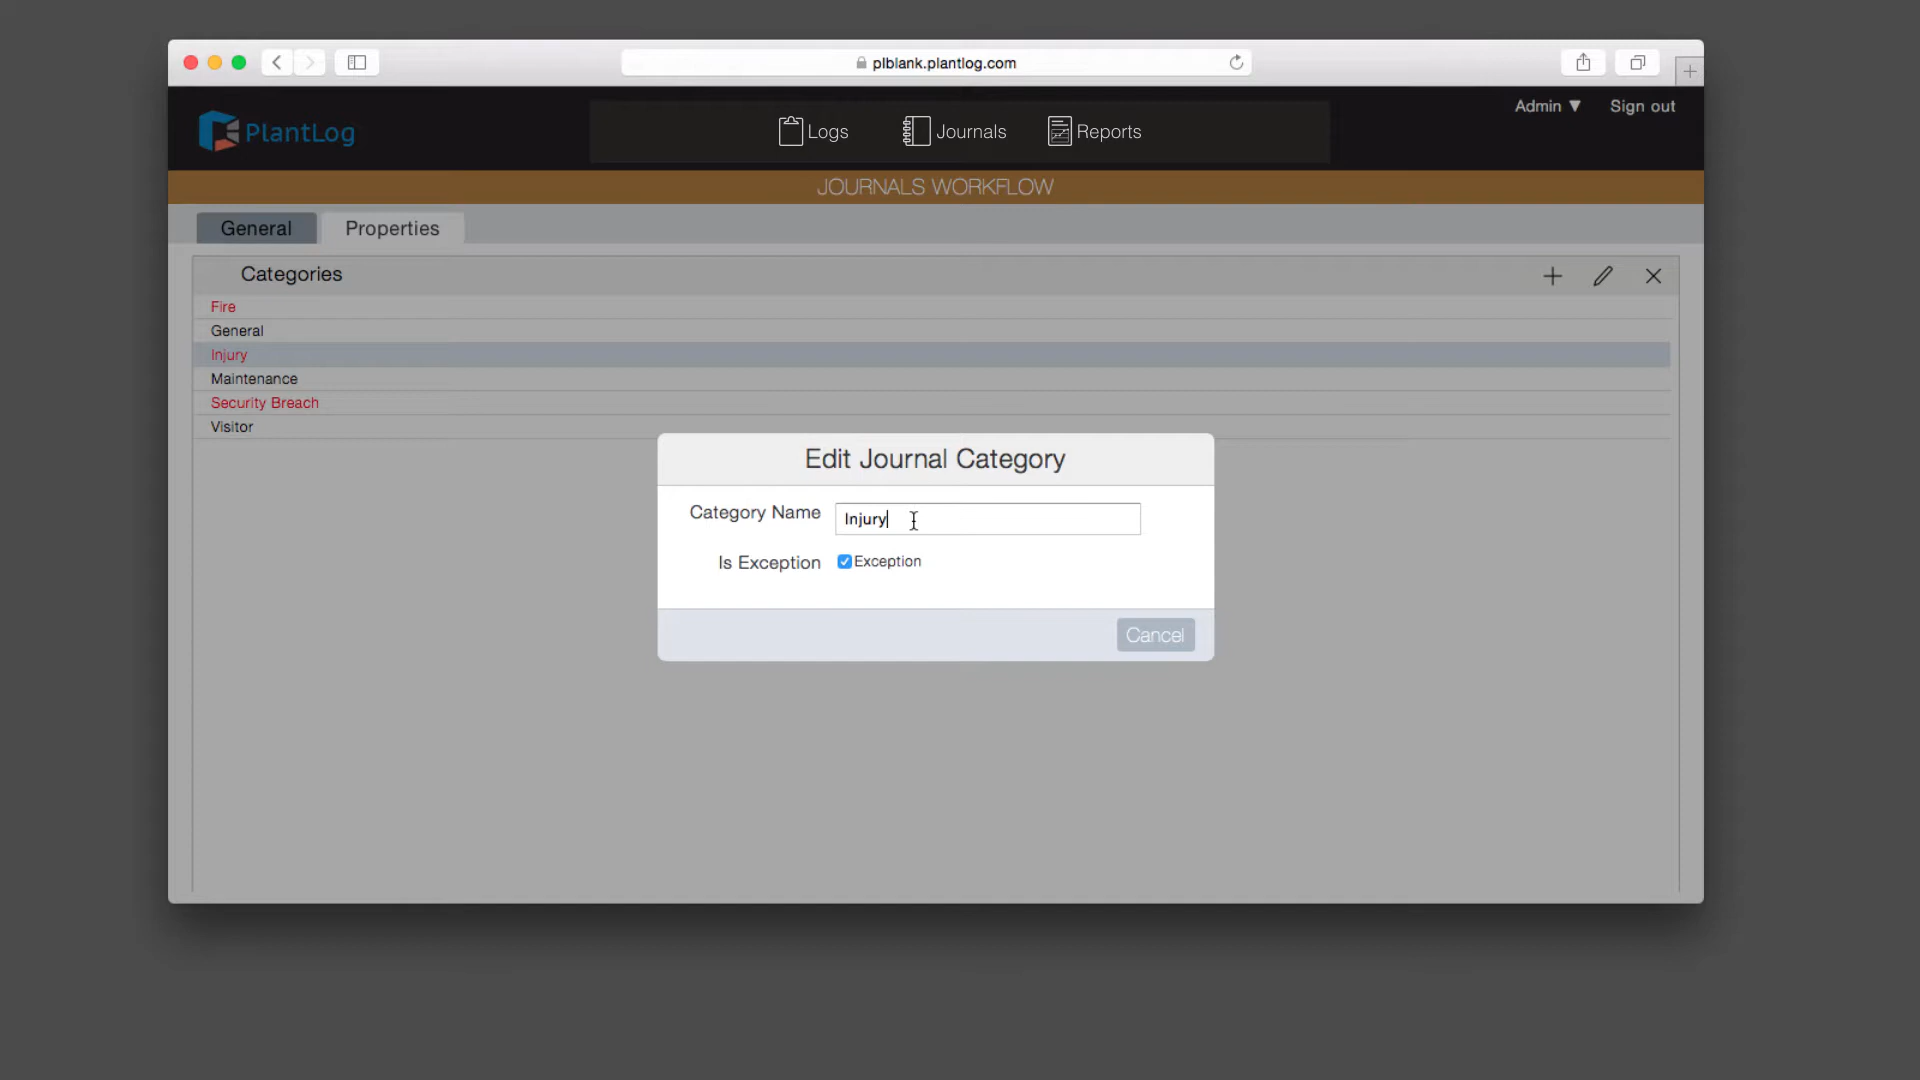 plblank.plantlog.com
Admin ▼ Sign out
PlantLog
Logs Journals Reports
JOURNALS WORKFLOW
General Properties
Categories
Fire
General
Injury
Maintenance
Security Breach
Visitor
Edit Journal Category
Category Name Injury
Is Exception Exception
Cancel